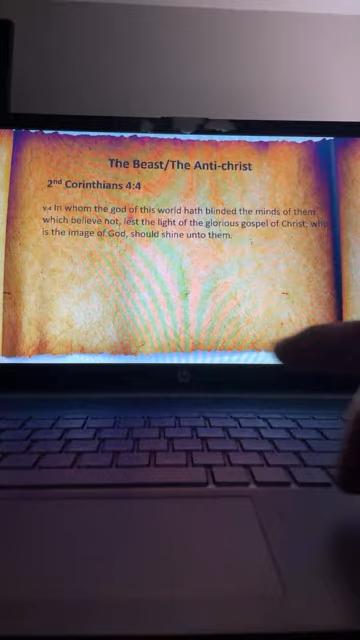 The Beast/The Anti-christ
2nd Corinthians 4:4
v.4 In whom the god of this world hath blinded the minds of them
which believe not, lest the light of the glorious gospel of Christ, who
is the image of God, should shine unto them.
hp